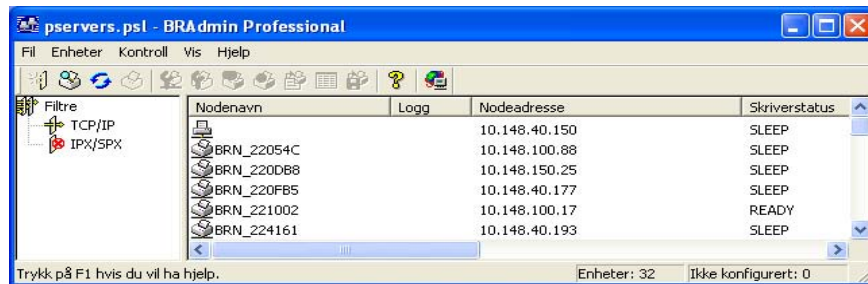 pservers.psl - BRAdmin Professional
Fil Enheter Kontroll Vis Hjelp
Filtre
TCP/IP
IPX/SPX
Nodenavn Logg Nodeadresse Skriverstatus
10.148.40.150 SLEEP
BRN_22054C 10.148.100.88 SLEEP
BRN_220DB8 10.148.150.25 SLEEP
BRN_220FB5 10.148.40.177 SLEEP
BRN_221002 10.148.100.17 READY
BRN_224161 10.148.40.193 SLEEP
Trykk på F1 hvis du vil ha hjelp. Enheter: 32 Ikke konfigurert: 0